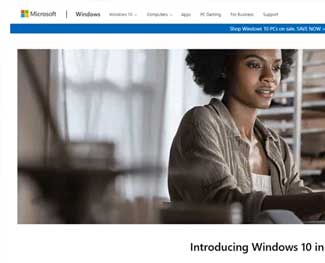 Microsoft | Windows Windows 10 Computers Apps PC Gaming For Business Support
Shop Windows 10 PCs on sale. SAVE NOW >
Introducing Windows 10 in